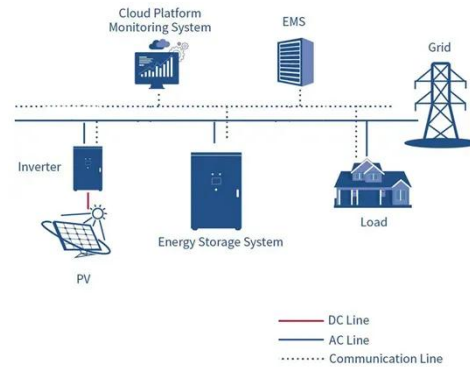 Cloud Platform
Monitoring System
EMS
Grid
Inverter
Energy Storage System
Load
PV
DC Line
AC Line
Communication Line